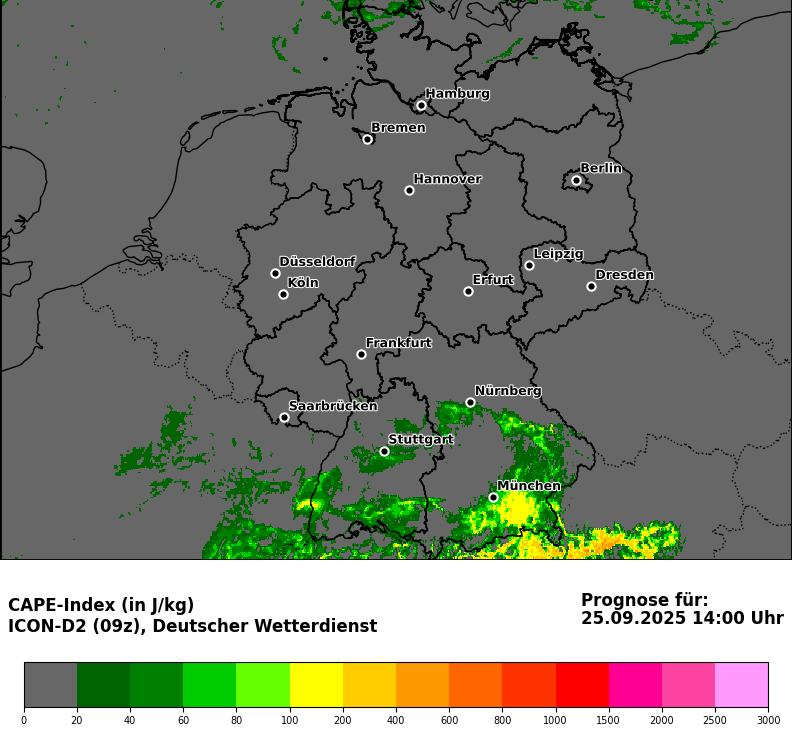 Hamburg
Bremen
Berlin
Hannover
Leipzig
Düsseldorf
Dresden
Köln
Erfurt
Frankfurt
Nürnberg
Saarbrücken
Stuttgart
München
CAPE-Index (in J/kg)
ICON-D2 (09z), Deutscher Wetterdienst
Prognose für:
25.09.2025 14:00 Uhr
0 20 40 60 80 100 200 400 600 800 1000 1500 2000 2500 3000